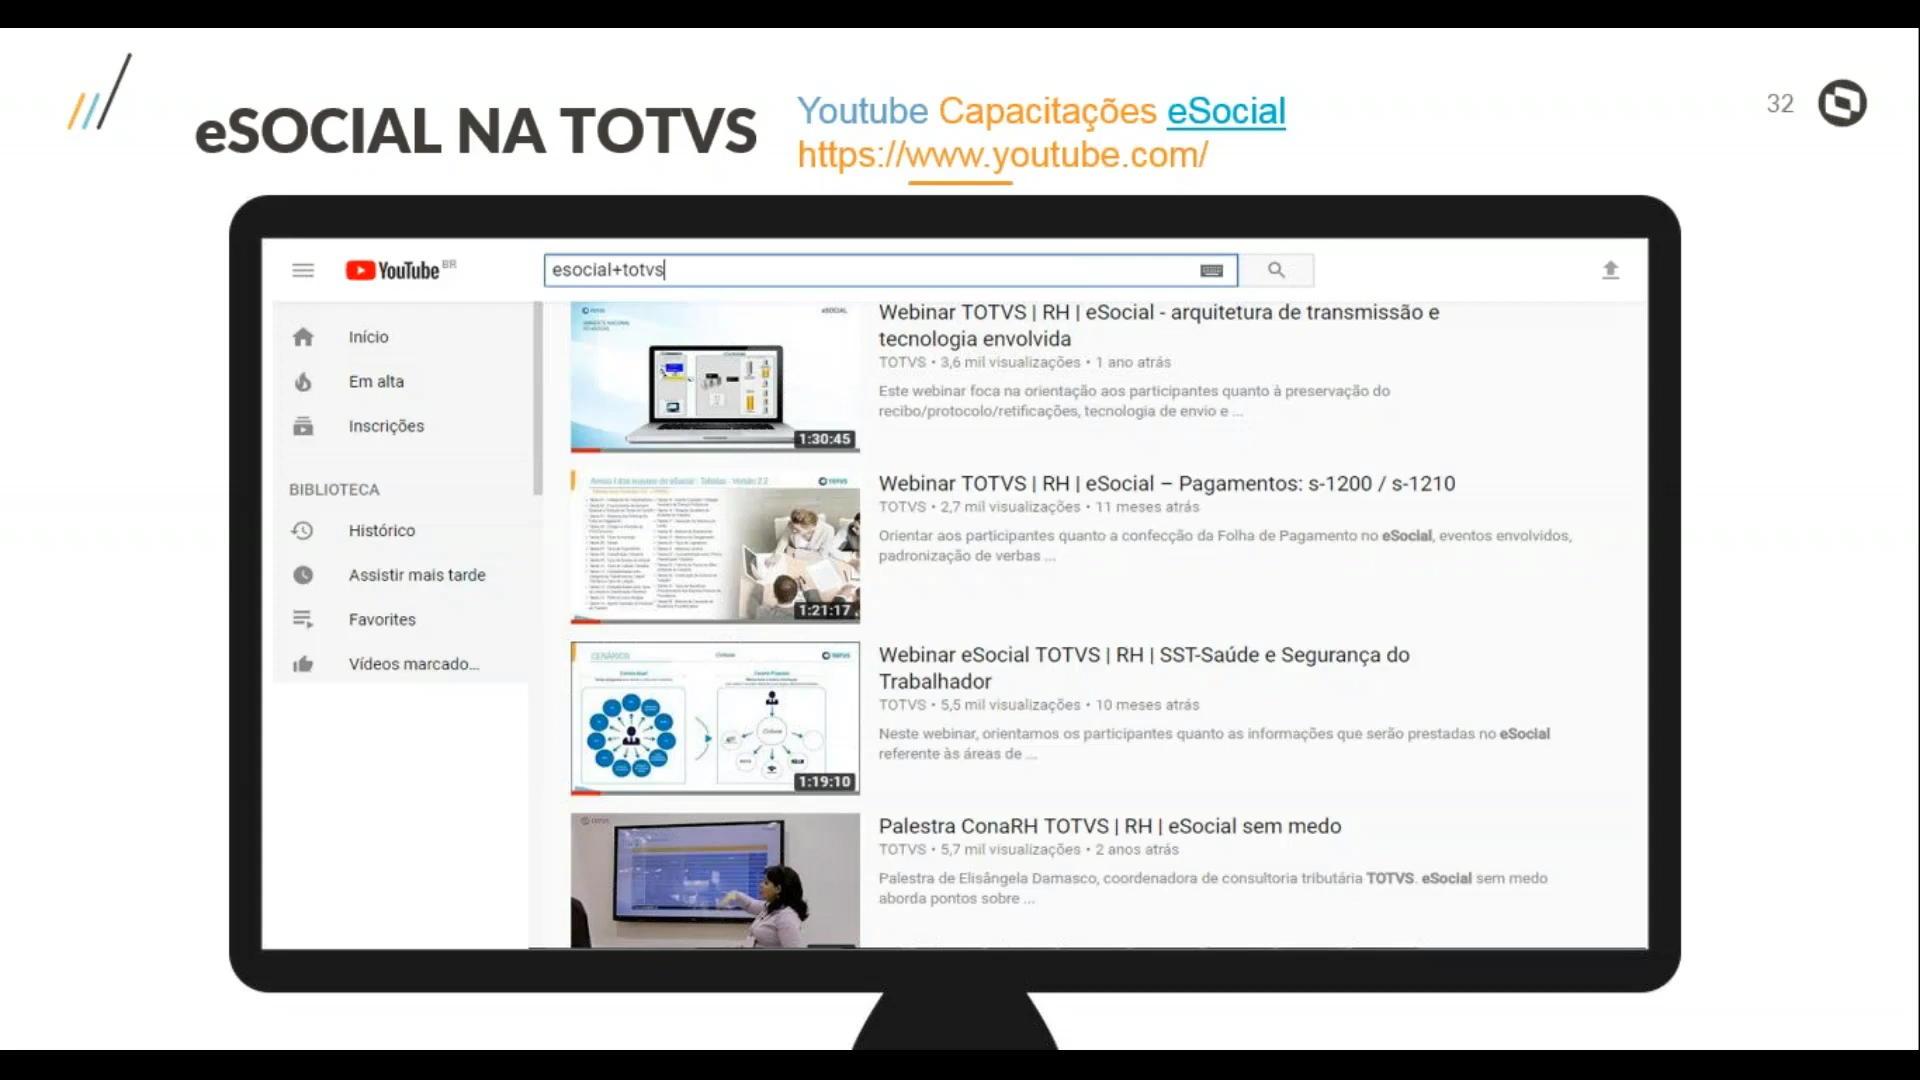 eSOCIAL NA TOTVS
Youtube Capacitações eSocial
https://www.youtube.com/
32
YouTube BR
esocial+totvs
Início
Em alta
Inscrições
BIBLIOTECA
Histórico
Assistir mais tarde
Favorites
Vídeos marcado...
eSOCIAL
1:30:45
Webinar TOTVS | RH | eSocial - arquitetura de transmissão e
tecnologia envolvida
TOTVS • 3,6 mil visualizações • 1 ano atrás
Este webinar foca na orientação aos participantes quanto à preservação do
recibo/protocolo/retificações, tecnologia de envio e ...
TOTVS
1:21:17
Webinar TOTVS | RH | eSocial – Pagamentos: s-1200 / s-1210
TOTVS • 2,7 mil visualizações • 11 meses atrás
Orientar aos participantes quanto a confecção da Folha de Pagamento no eSocial, eventos envolvidos,
padronização de verbas ...
CENÁRIOS
TOTVS
1:19:10
Webinar eSocial TOTVS | RH | SST-Saúde e Segurança do
Trabalhador
TOTVS • 5,5 mil visualizações • 10 meses atrás
Neste webinar, orientamos os participantes quanto as informações que serão prestadas no eSocial
referente às áreas de ...
Palestra ConaRH TOTVS | RH | eSocial sem medo
TOTVS • 5,7 mil visualizações • 2 anos atrás
Palestra de Elisângela Damasco, coordenadora de consultoria tributária TOTVS. eSocial sem medo
aborda pontos sobre ...